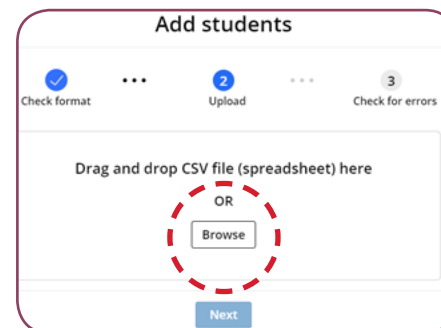 Add students
2 3
Check format Upload Check for errors
Drag and drop CSV file (spreadsheet) here
OR
Browse
Next